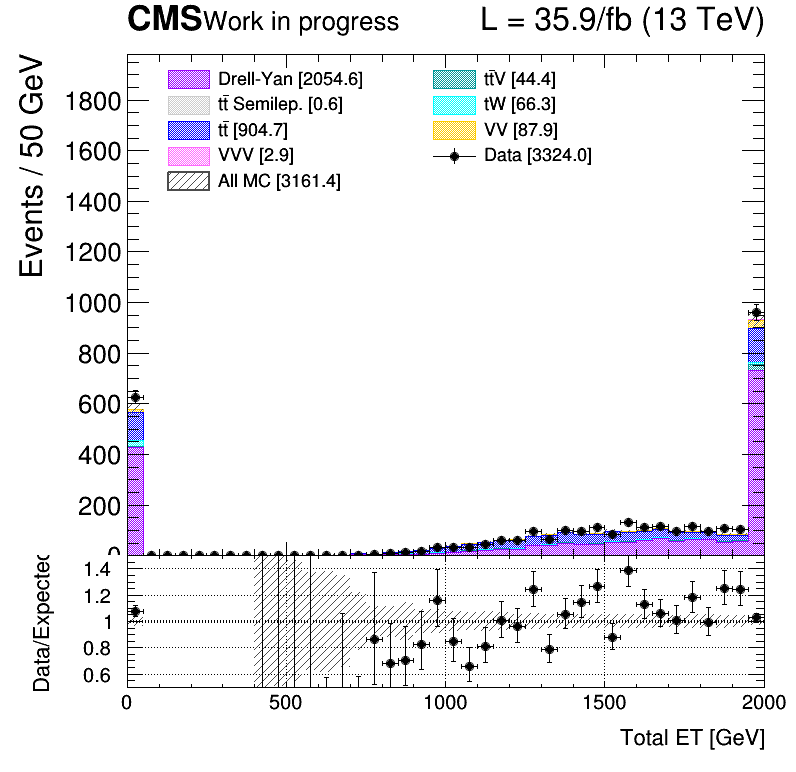 CMS Work in progress L = 35.9/fb (13 TeV)
Events / 50 GeV
Drell-Yan [2054.6]
tt̄ Semilep. [0.6]
tt̄ [904.7]
VVV [2.9]
All MC [3161.4]
tt̄V [44.4]
tW [66.3]
VV [87.9]
Data [3324.0]
1800
1600
1400
1200
1000
800
600
400
200
0
Data/Expected
1.4
1.2
1
0.8
0.6
0 500 1000 1500 2000
Total ET [GeV]